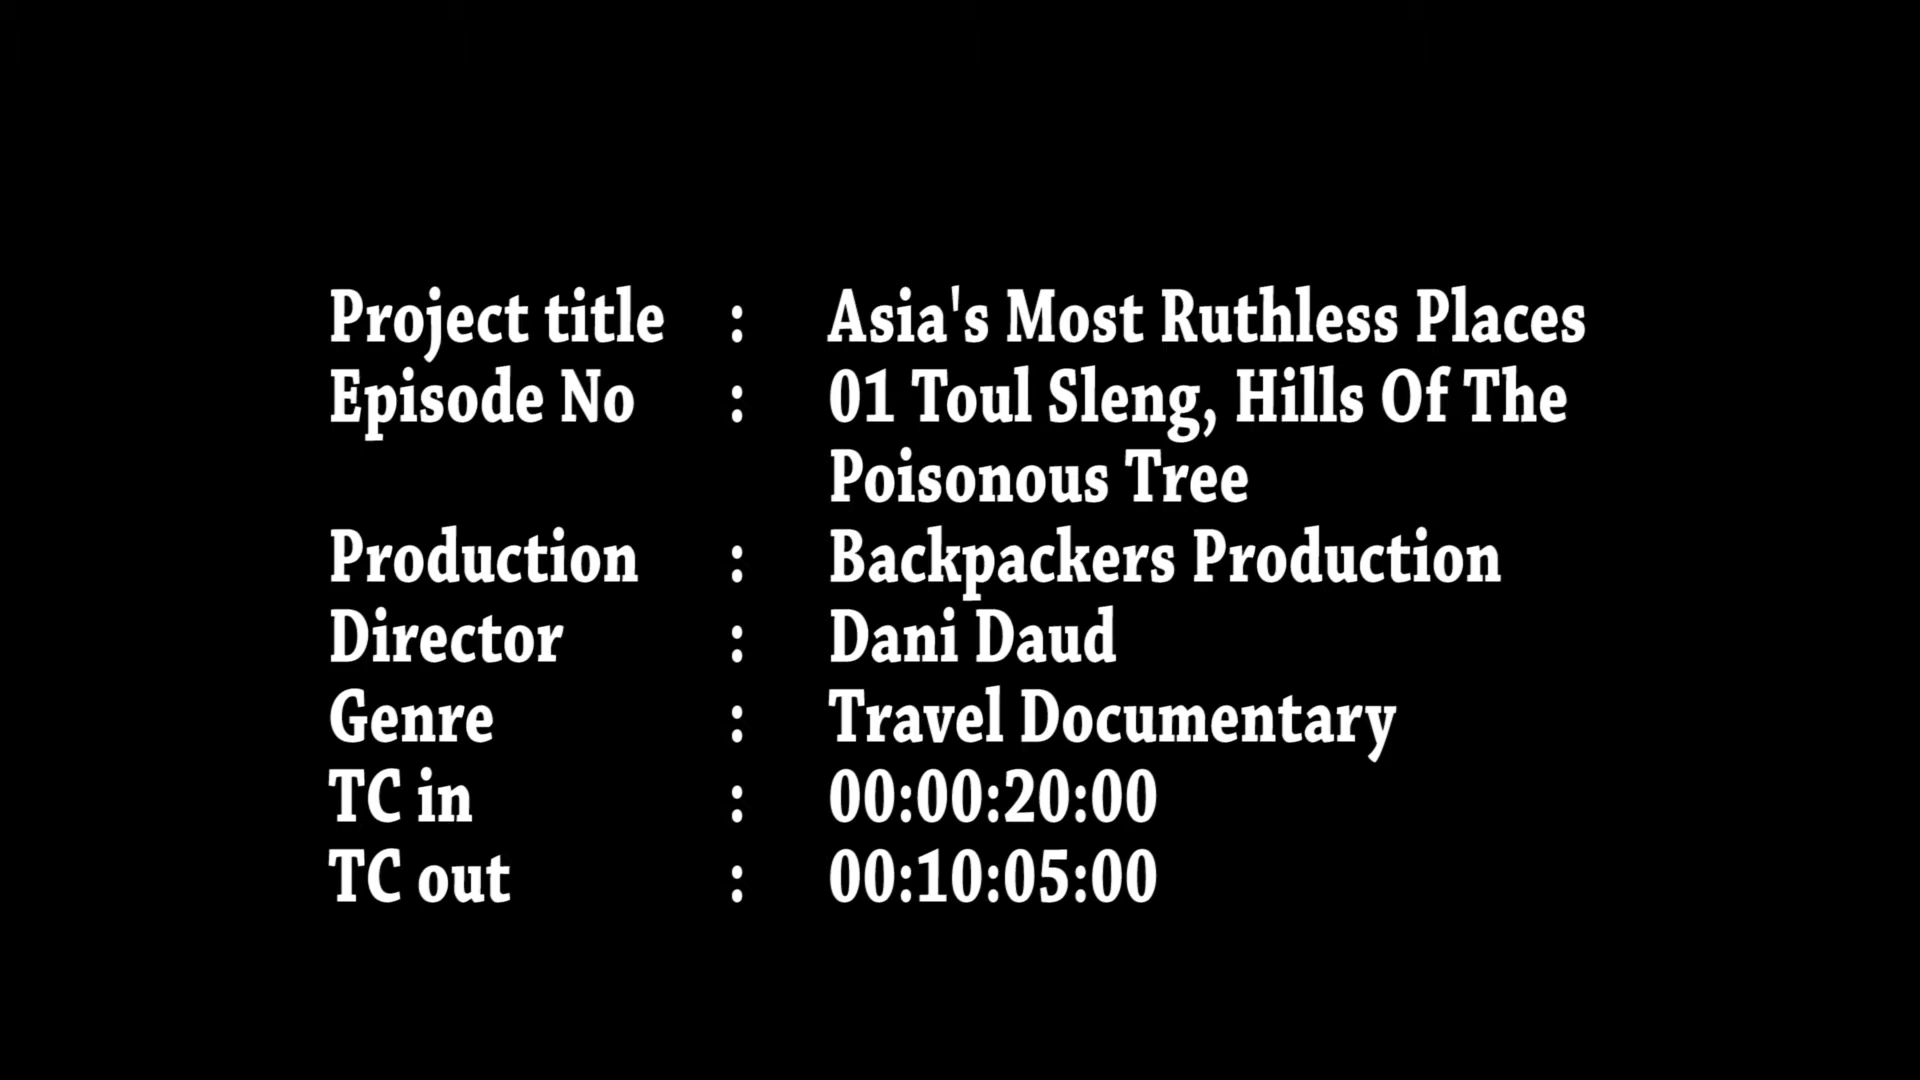 Project title : Asia's Most Ruthless Places
Episode No : 01 Toul Sleng, Hills Of The
Poisonous Tree
Production : Backpackers Production
Director : Dani Daud
Genre : Travel Documentary
TC in : 00:00:20:00
TC out : 00:10:05:00